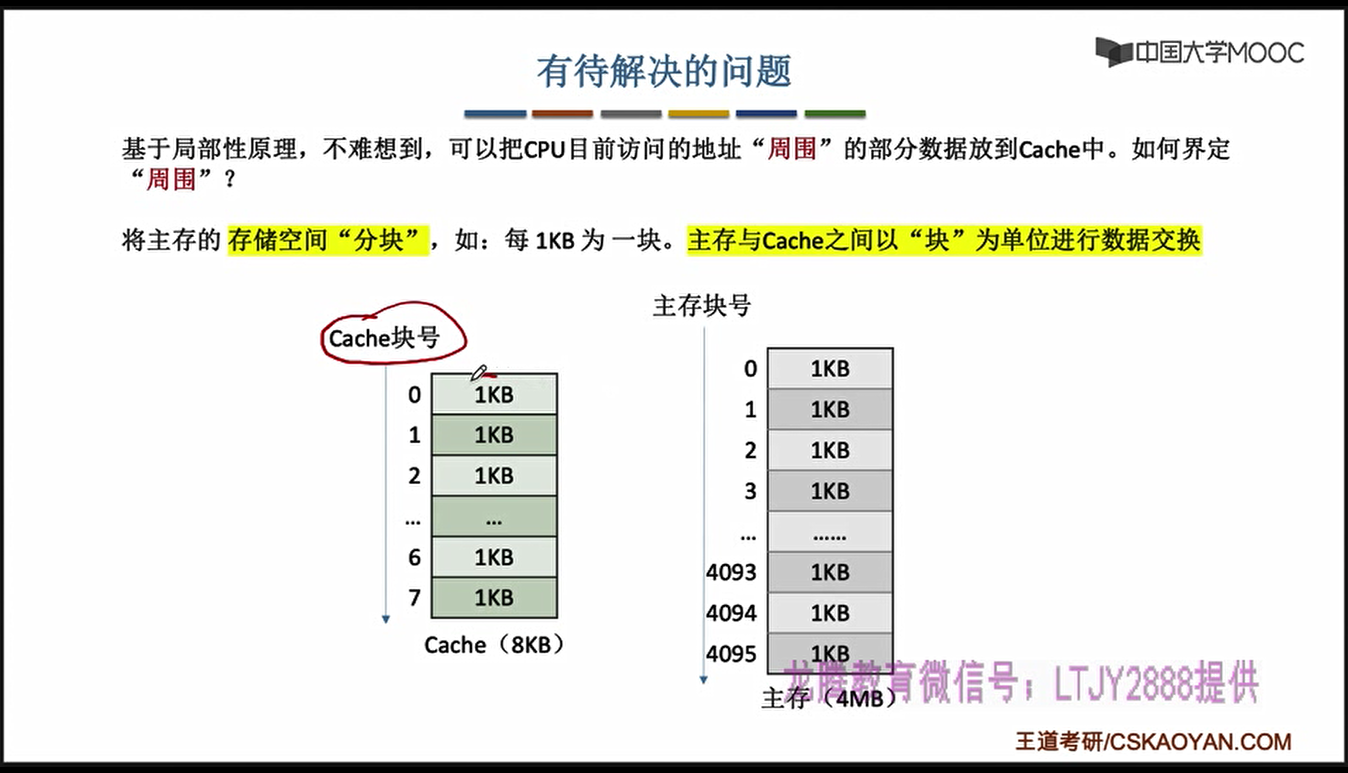 中国大学MOOC
有待解决的问题
基于局部性原理，不难想到，可以把CPU目前访问的地址“周围”的部分数据放到Cache中。如何界定
“周围”？
将主存的 存储空间“分块”，如：每 1KB 为 一块。主存与Cache之间以“块”为单位进行数据交换
Cache块号
0 1KB
1 1KB
2 1KB
... ...
6 1KB
7 1KB
Cache（8KB）
主存块号
0 1KB
1 1KB
2 1KB
3 1KB
... ......
4093 1KB
4094 1KB
4095 1KB
主存（4MB）
龙腾教育微信号；LTJY2888提供
王道考研/CSKAOYAN.COM